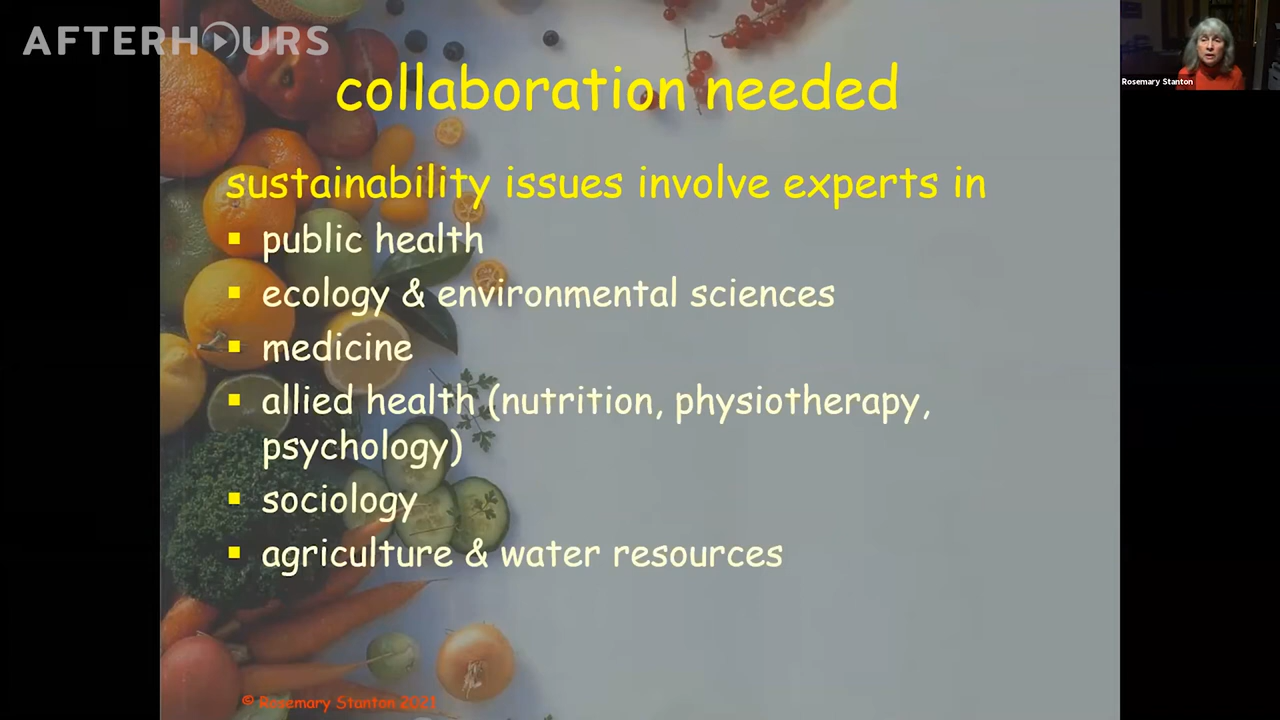 AFTERHOURS
Rosemary Stanton
collaboration needed
sustainability issues involve experts in
▪ public health
▪ ecology & environmental sciences
▪ medicine
▪ allied health (nutrition, physiotherapy,
psychology)
▪ sociology
▪ agriculture & water resources
© Rosemary Stanton 2021